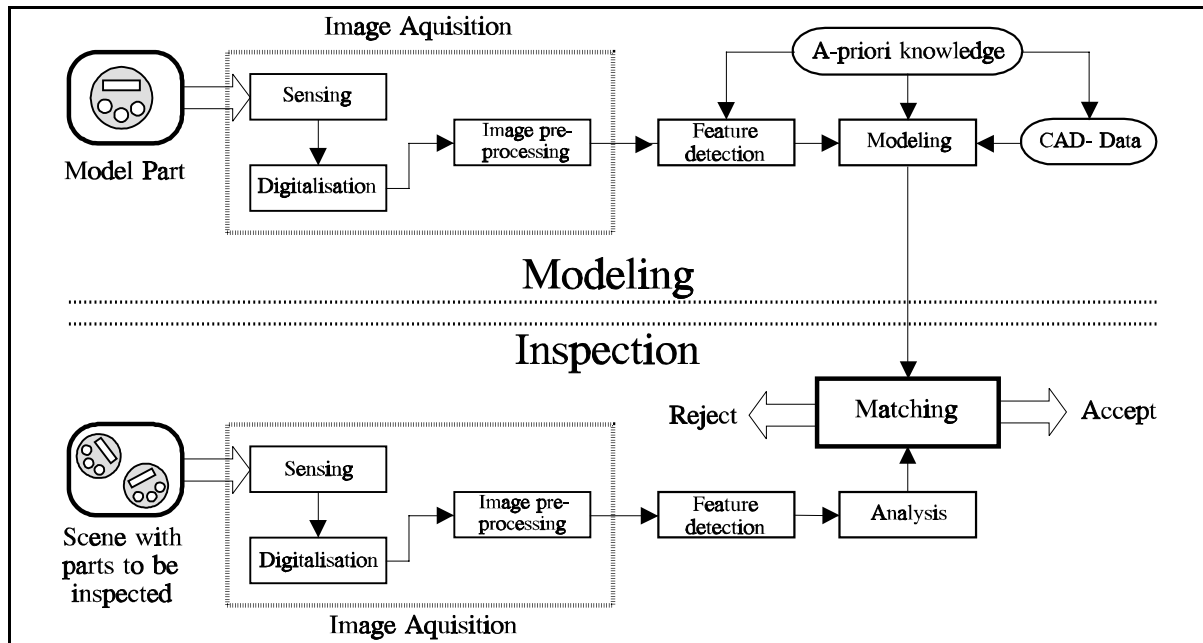 Image Aquisition
A-priori knowledge
Sensing
Image pre-
processing
Feature
detection
Modeling
CAD- Data
Model Part
Digitalisation
Modeling
Inspection
Reject
Matching
Accept
Sensing
Image pre-
processing
Feature
detection
Analysis
Scene with
parts to be
inspected
Digitalisation
Image Aquisition